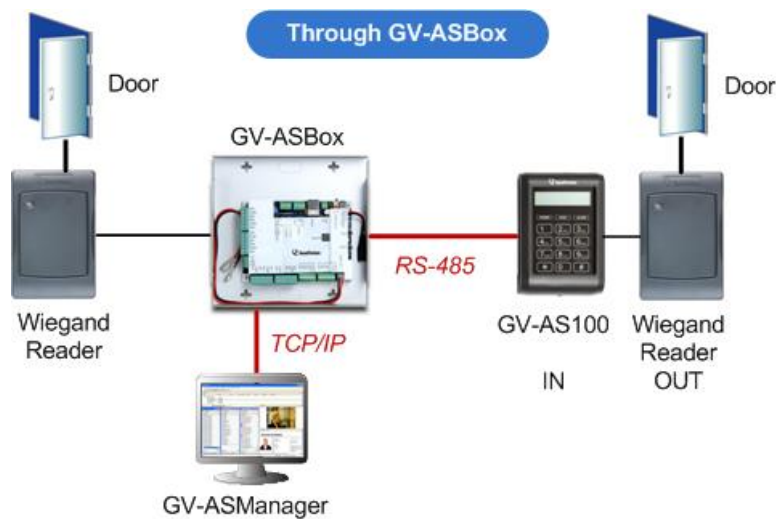 Through GV-ASBox
Door
Door
GV-ASBox
RS-485
Wiegand
Reader
GV-AS100
Wiegand
Reader
TCP/IP
IN
OUT
GV-ASManager